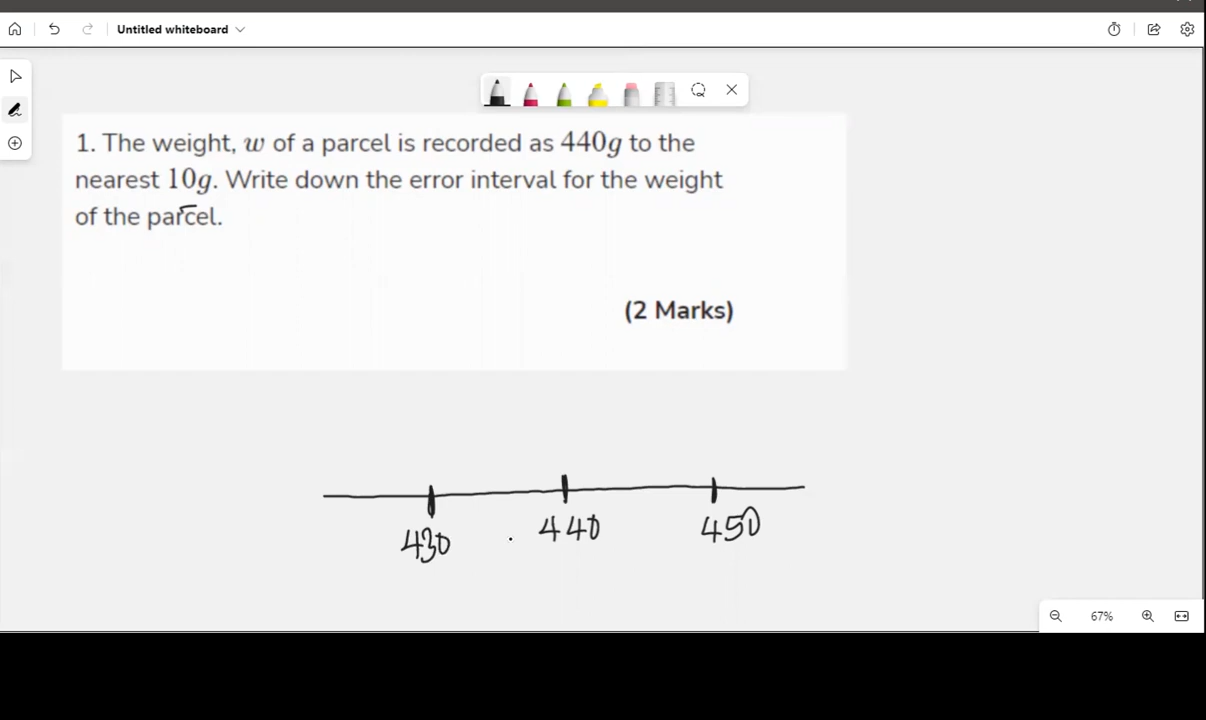 Untitled whiteboard
1. The weight, w of a parcel is recorded as 440g to the
nearest 10g. Write down the error interval for the weight
of the parcel.
(2 Marks)
430 440 450
67%